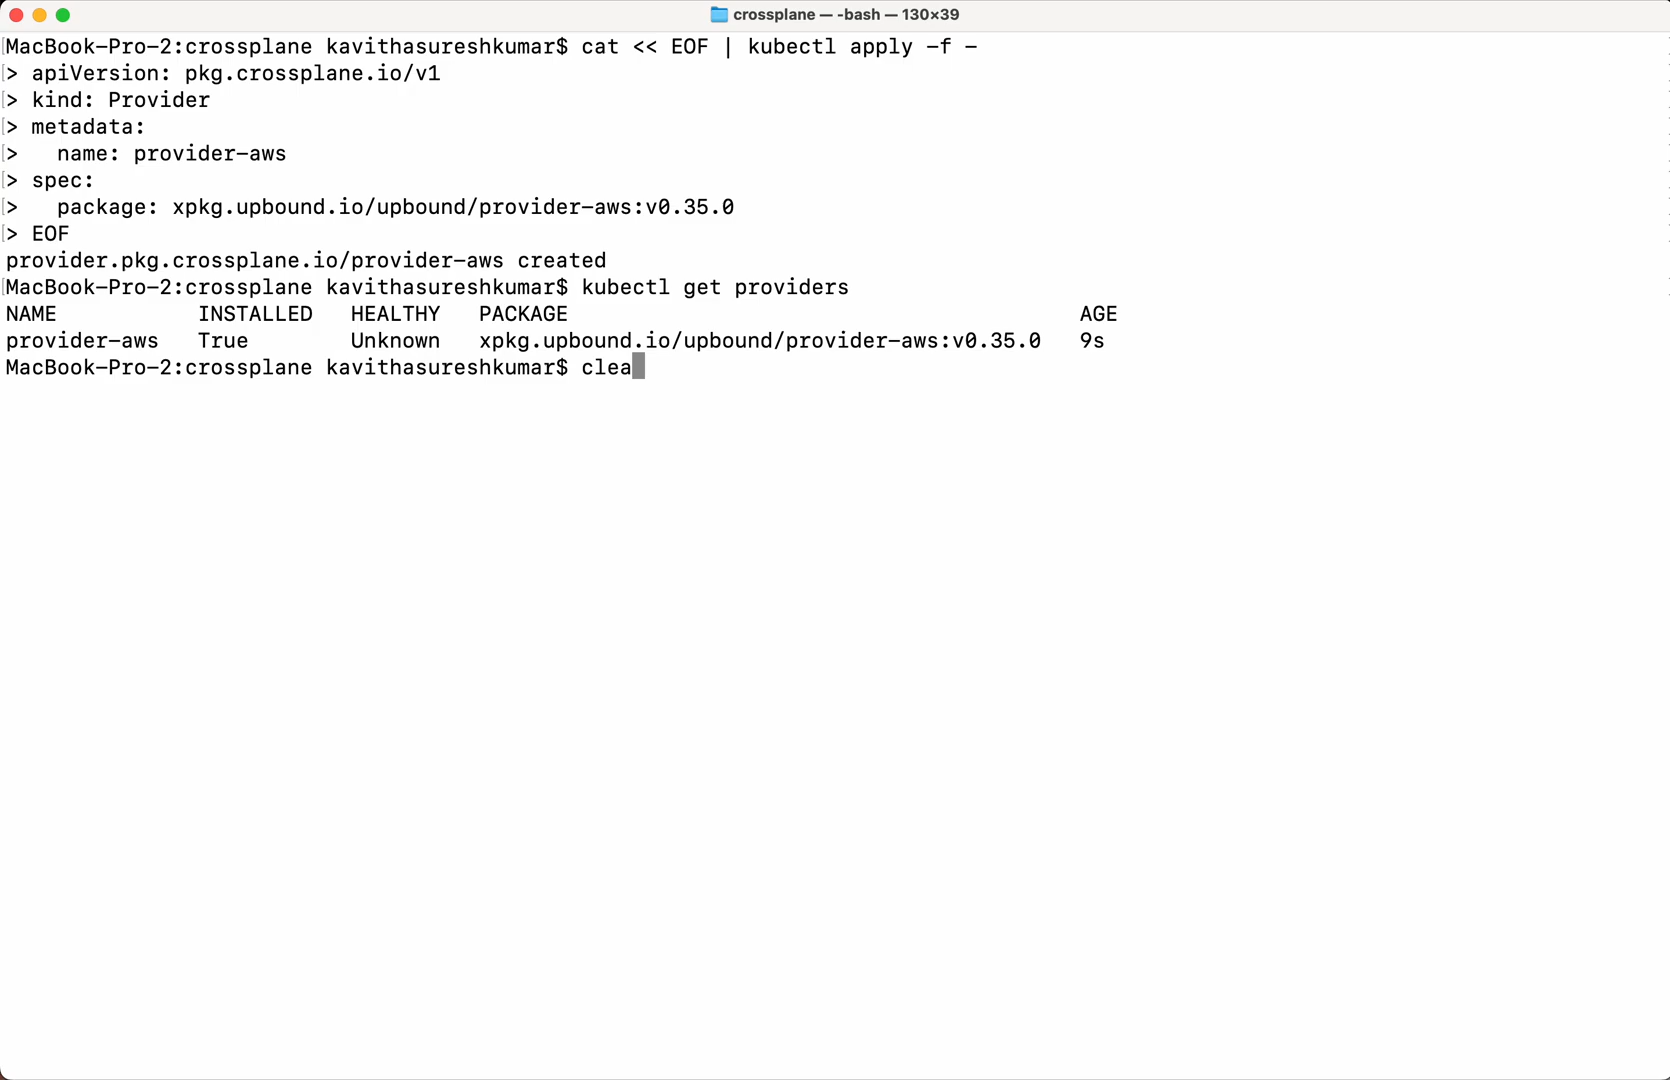 crossplane — -bash — 130×39
MacBook-Pro-2:crossplane kavithasureshkumar$ cat << EOF | kubectl apply -f -
> apiVersion: pkg.crossplane.io/v1
> kind: Provider
> metadata:
>   name: provider-aws
> spec:
>   package: xpkg.upbound.io/upbound/provider-aws:v0.35.0
> EOF
provider.pkg.crossplane.io/provider-aws created
MacBook-Pro-2:crossplane kavithasureshkumar$ kubectl get providers
NAME           INSTALLED   HEALTHY   PACKAGE                                        AGE
provider-aws   True        Unknown   xpkg.upbound.io/upbound/provider-aws:v0.35.0   9s
MacBook-Pro-2:crossplane kavithasureshkumar$ clea